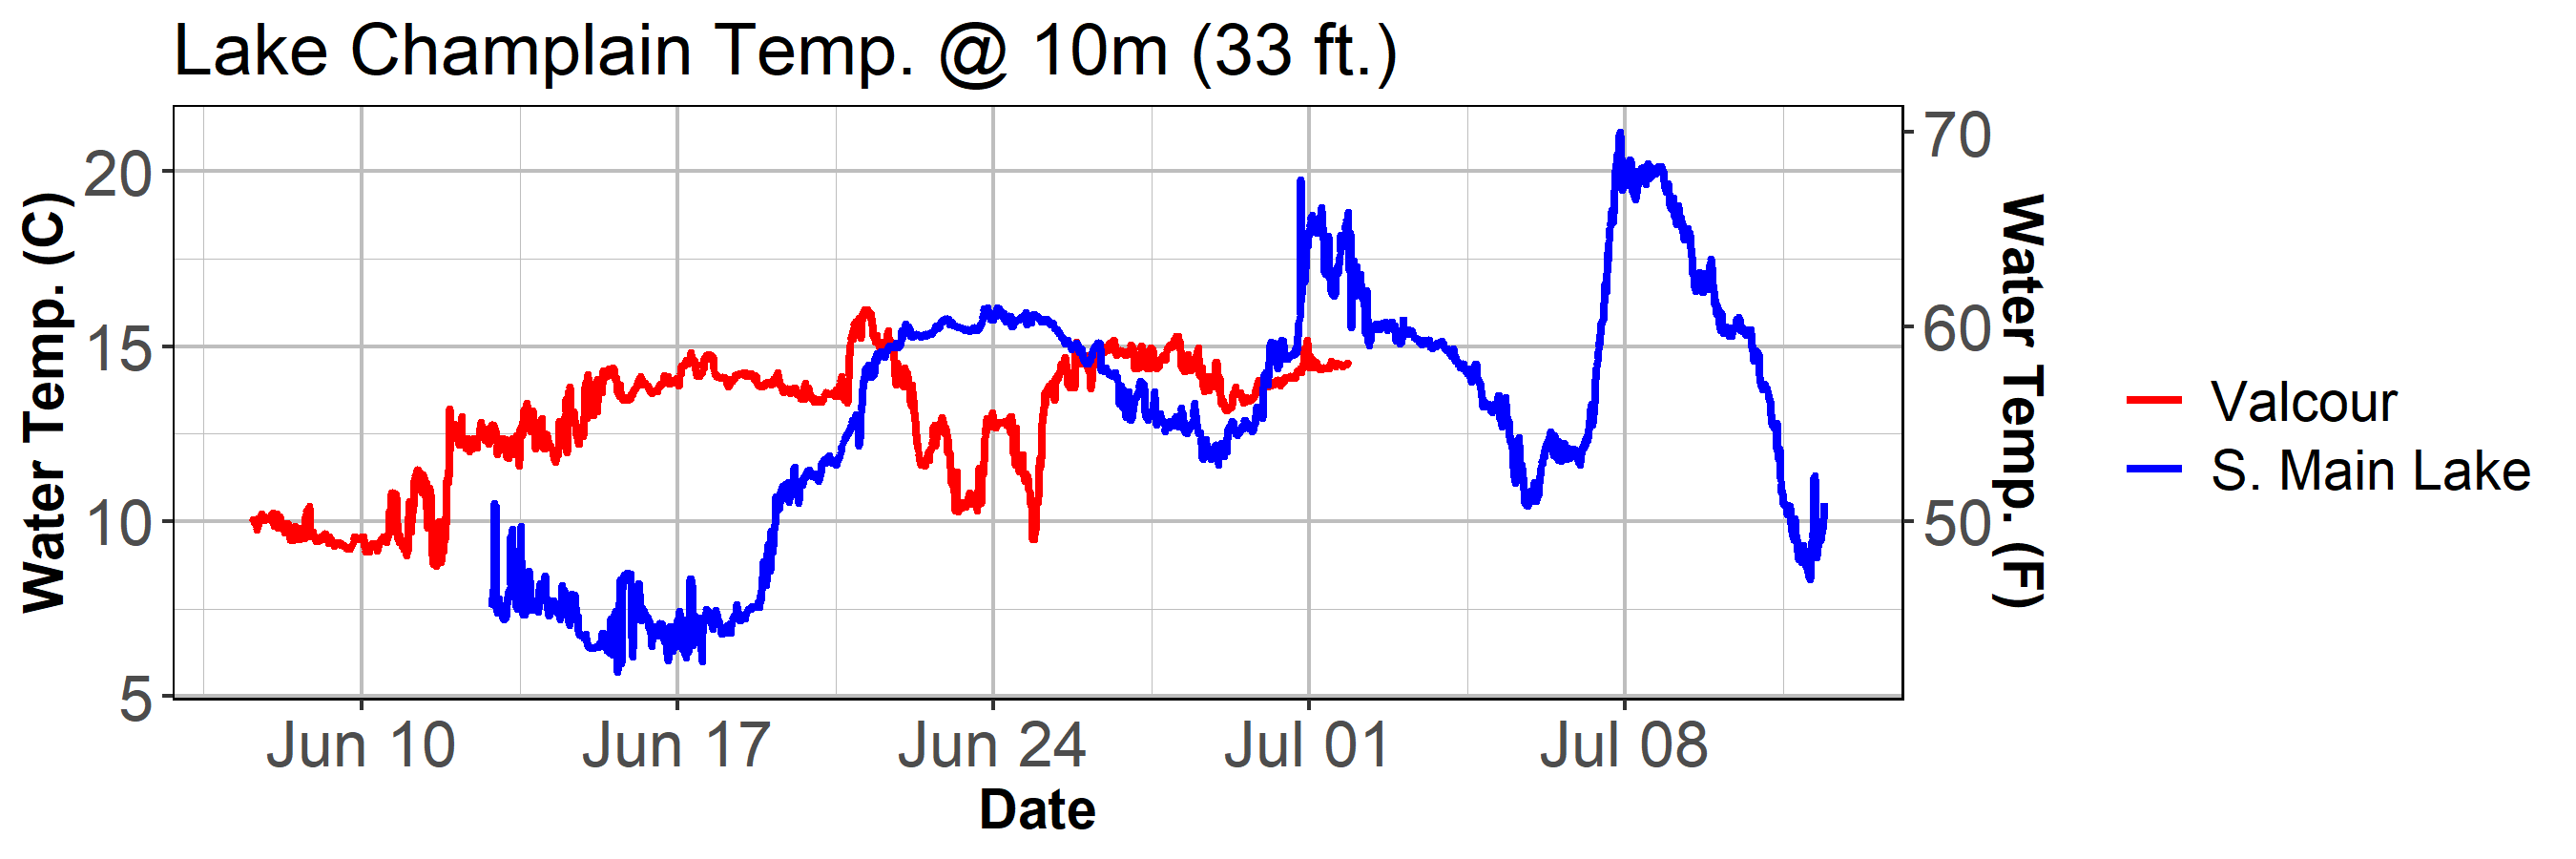 Lake Champlain Temp. @ 10m (33 ft.)
Water Temp. (C)
20
15
10
5
70
60
50
Water Temp. (F)
Jun 10
Jun 17
Jun 24
Jul 01
Jul 08
Date
Valcour
S. Main Lake